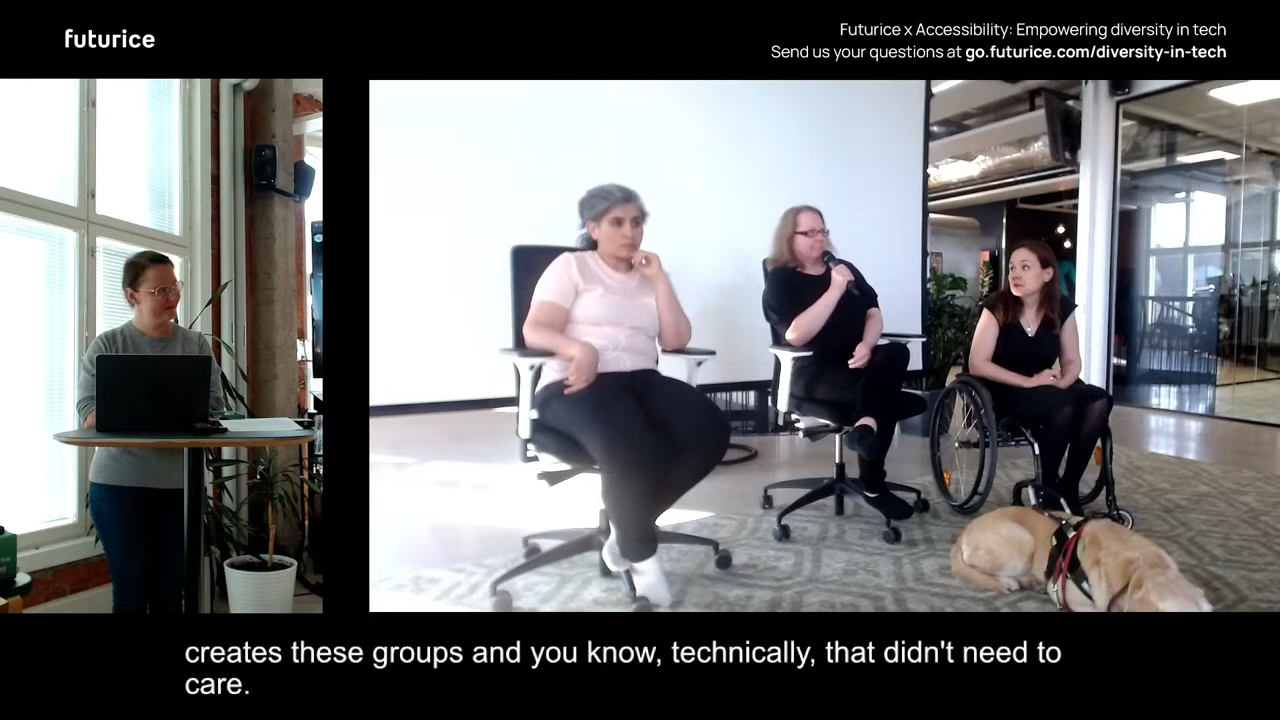 futurice
Futurice x Accessibility: Empowering diversity in tech
Send us your questions at go.futurice.com/diversity-in-tech
creates these groups and you know, technically, that didn't need to
care.